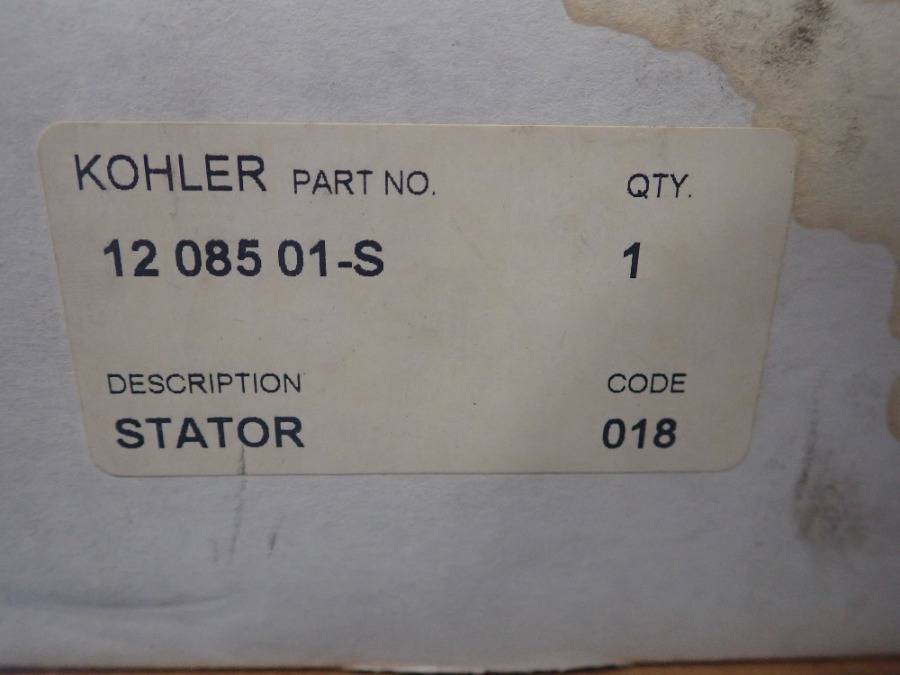 KOHLER PART NO. QTY.
12 085 01-S 1
DESCRIPTION CODE
STATOR 018